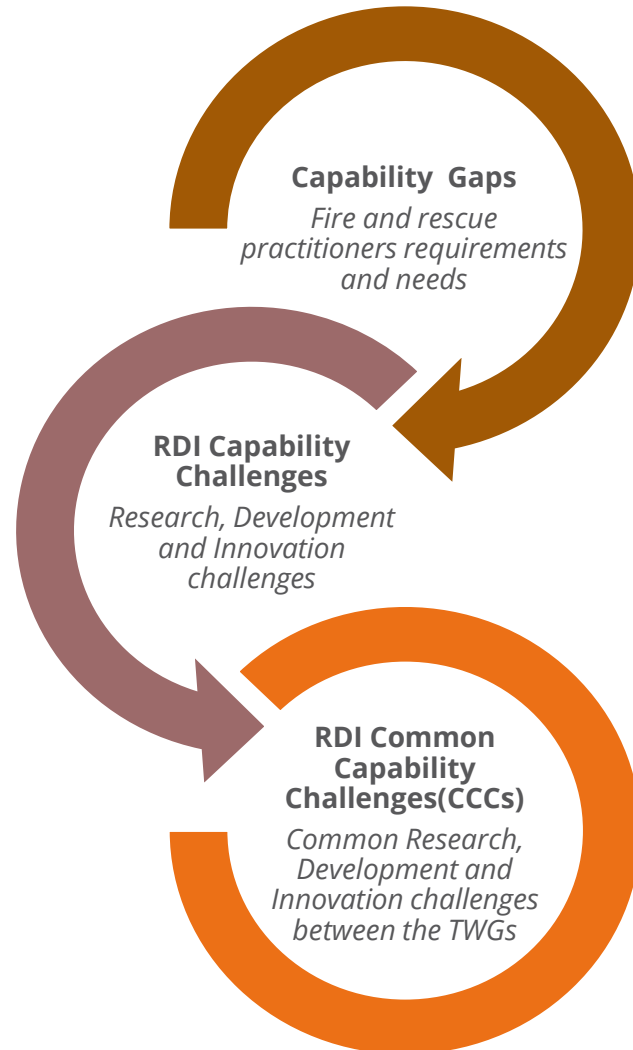 Capability  Gaps
Fire and rescue
practitioners requirements
and needs
RDI Capability
Challenges
Research, Development
and Innovation
challenges
RDI Common
Capability
Challenges(CCCs)
Common Research,
Development and
Innovation challenges
between the TWGs